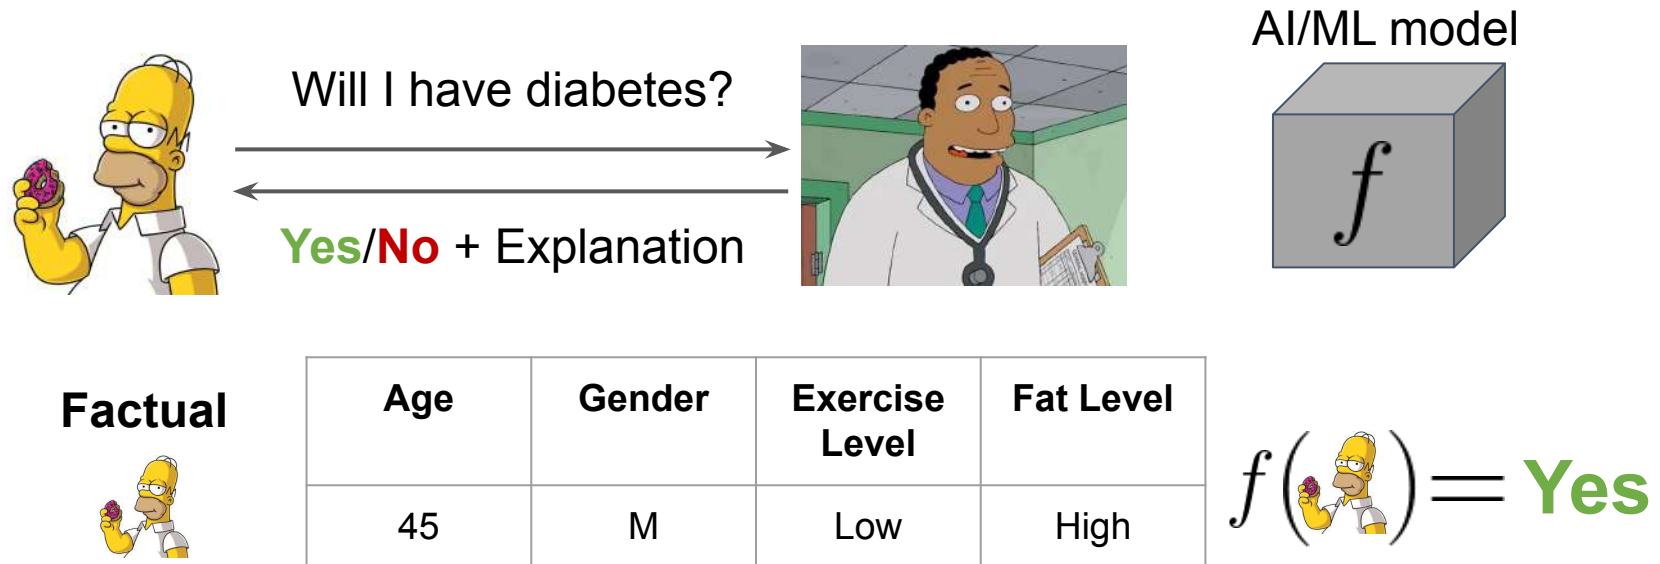 AI/ML model
Will I have diabetes?
f
Yes/No + Explanation
Factual
Age Gender Exercise Level Fat Level
45 M Low High
f( ) = Yes